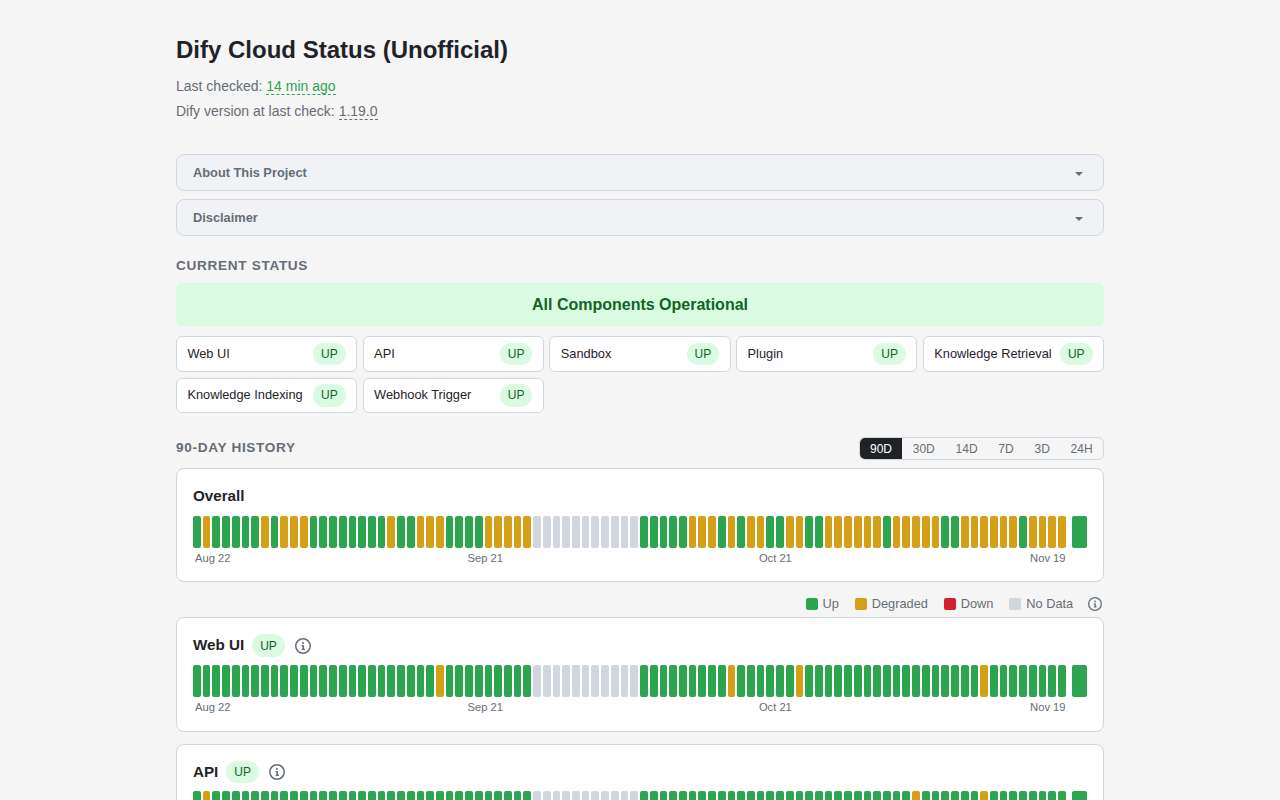 Dify Cloud Status (Unofficial)
Last checked: 14 min ago
Dify version at last check: 1.19.0
About This Project
Disclaimer
CURRENT STATUS
All Components Operational
Web UI UP API UP Sandbox UP Plugin UP Knowledge Retrieval UP
Knowledge Indexing UP Webhook Trigger UP
90-DAY HISTORY 90D 30D 14D 7D 3D 24H
Overall
Aug 22 Sep 21 Oct 21 Nov 19
Up Degraded Down No Data
Web UI UP
Aug 22 Sep 21 Oct 21 Nov 19
API UP